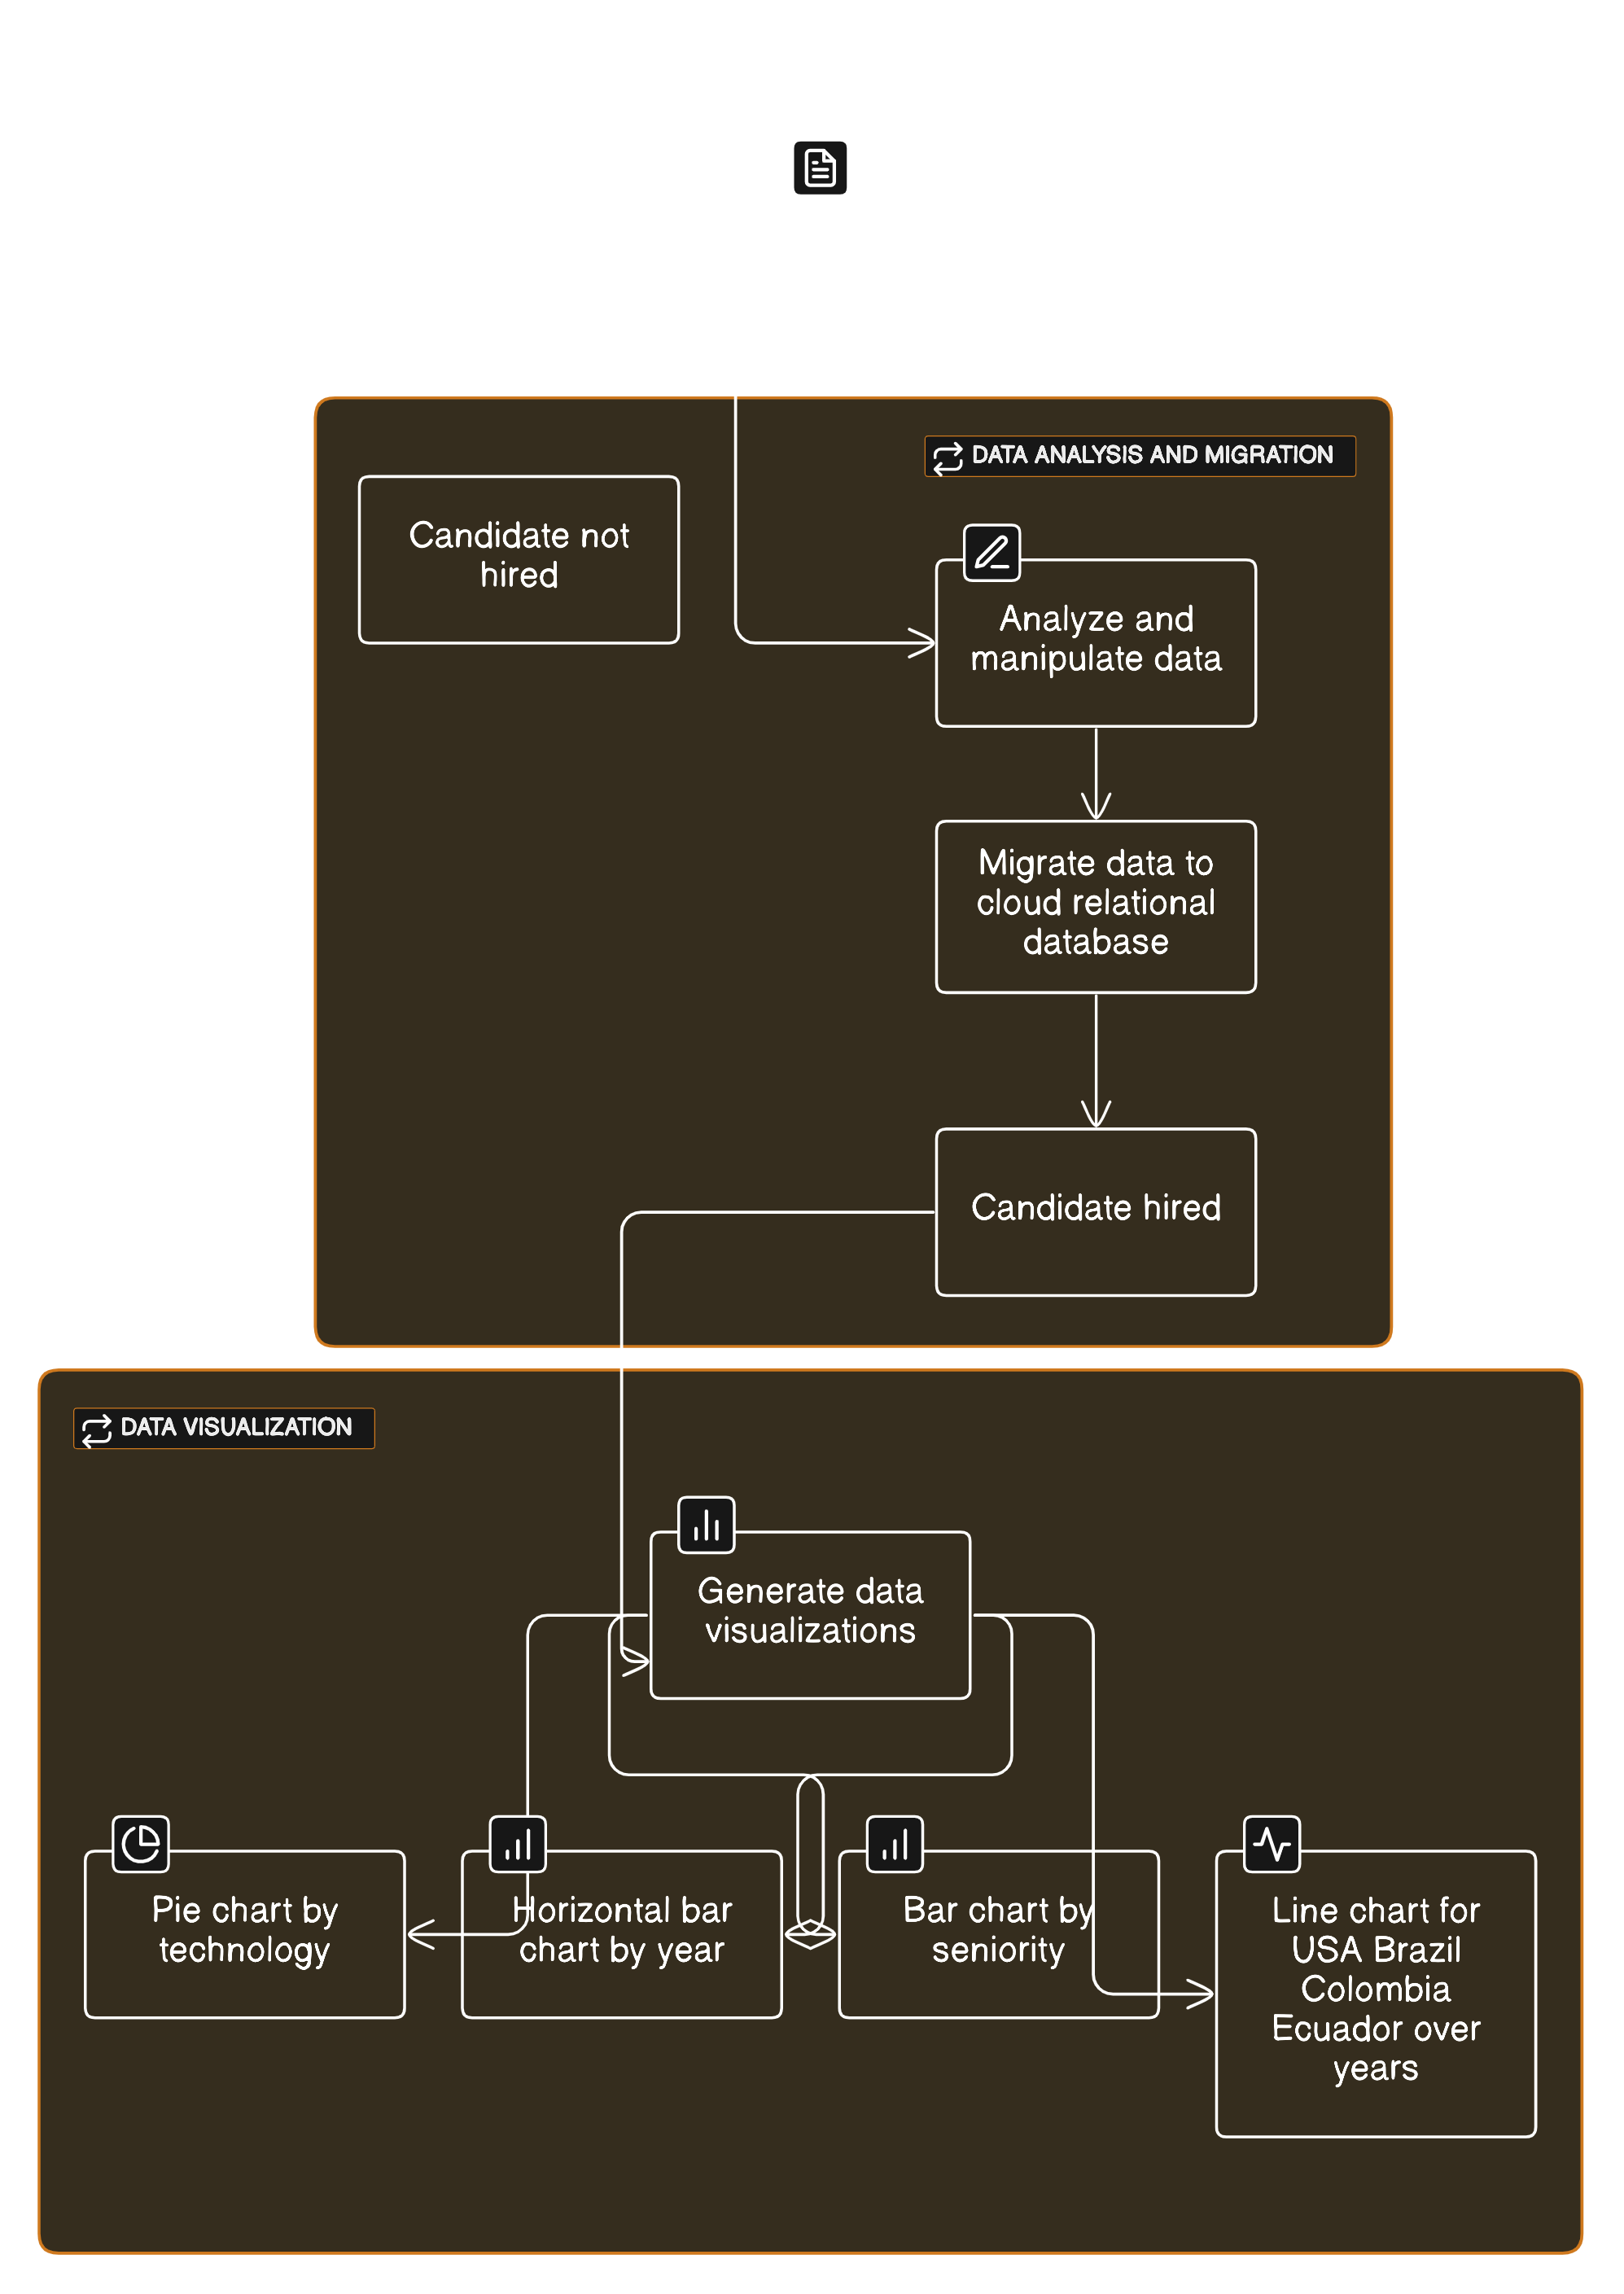 DATA ANALYSIS AND MIGRATION
Candidate not
hired
Analyze and
manipulate data
Migrate data to
cloud relational
database
Candidate hired
DATA VISUALIZATION
Generate data
visualizations
Pie chart by
technology
Horizontal bar
chart by year
Bar chart by
seniority
Line chart for
USA Brazil
Colombia
Ecuador over
years